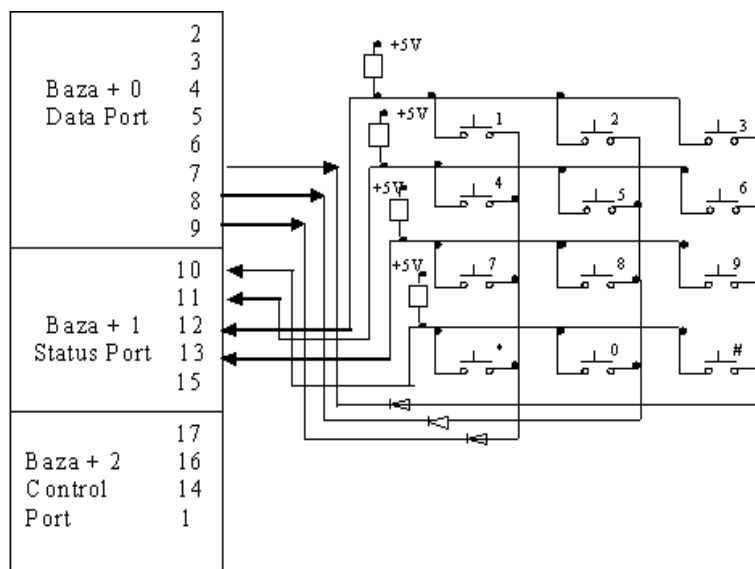 2
3
Baza + 0 4
Data Port 5
6
7
8
9
10
11
Baza + 1 12
Status Port 13
15
17
Baza + 2 16
Control 14
Port 1
+5V
+5V
+5V
+5V
1 2 3
4 5 6
7 8 9
* 0 #